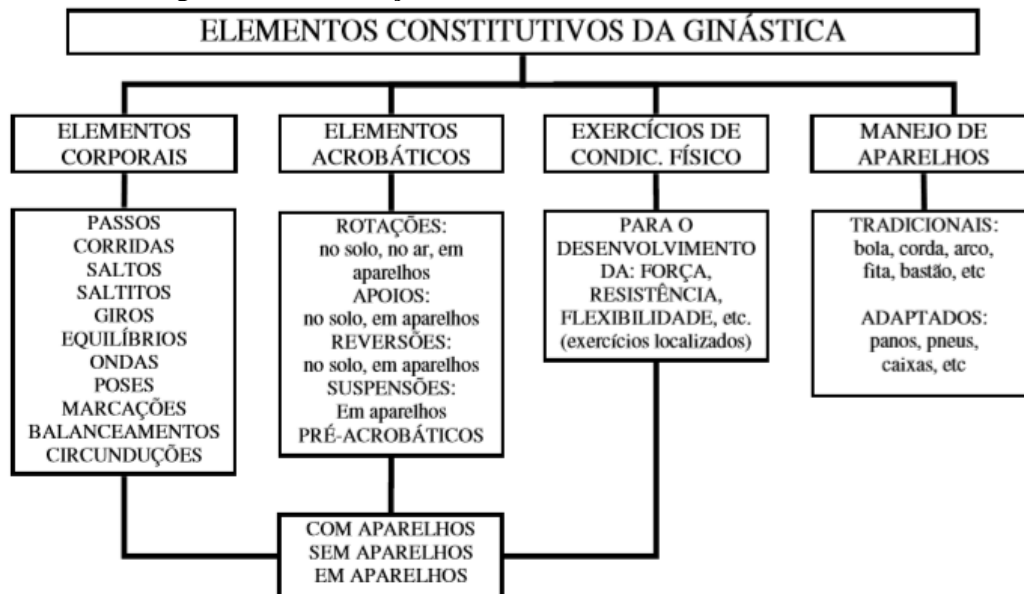 ELEMENTOS CONSTITUTIVOS DA GINÁSTICA
ELEMENTOS
CORPORAIS
ELEMENTOS
ACROBÁTICOS
EXERCÍCIOS DE
CONDIC. FÍSICO
MANEJO DE
APARELHOS
PASSOS
CORRIDAS
SALTOS
SALTITOS
GIROS
EQUILÍBRIOS
ONDAS
POSES
MARCAÇÕES
BALANCEAMENTOS
CIRCUNDUÇÕES
ROTAÇÕES:
no solo, no ar, em
aparelhos
APOIOS:
no solo, em aparelhos
REVERSÕES:
no solo, em aparelhos
SUSPENSÕES:
Em aparelhos
PRÉ-ACROBÁTICOS
PARA O
DESENVOLVIMENTO
DA: FORÇA,
RESISTÊNCIA,
FLEXIBILIDADE, etc.
(exercícios localizados)
TRADICIONAIS:
bola, corda, arco,
fita, bastão, etc
ADAPTADOS:
panos, pneus,
caixas, etc
COM APARELHOS
SEM APARELHOS
EM APARELHOS